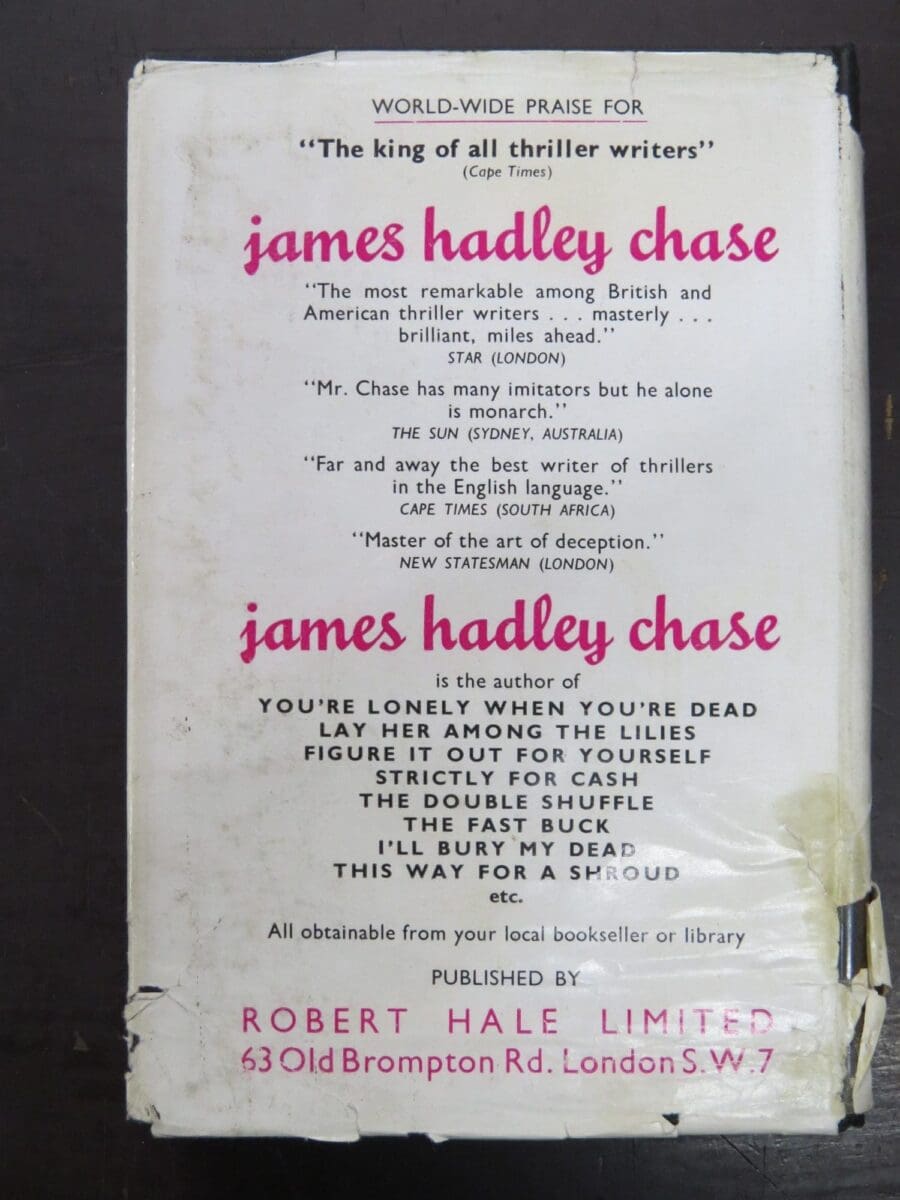 WORLD-WIDE PRAISE FOR
“The king of all thriller writers”
(Cape Times)
james hadley chase
“The most remarkable among British and
American thriller writers . . . masterly . . .
brilliant, miles ahead.”
STAR (LONDON)
“Mr. Chase has many imitators but he alone
is monarch.”
THE SUN (SYDNEY, AUSTRALIA)
“Far and away the best writer of thrillers
in the English language.”
CAPE TIMES (SOUTH AFRICA)
“Master of the art of deception.”
NEW STATESMAN (LONDON)
james hadley chase
is the author of
YOU’RE LONELY WHEN YOU’RE DEAD
LAY HER AMONG THE LILIES
FIGURE IT OUT FOR YOURSELF
STRICTLY FOR CASH
THE DOUBLE SHUFFLE
THE FAST BUCK
I’LL BURY MY DEAD
THIS WAY FOR A SHROUD
etc.
All obtainable from your local bookseller or library
PUBLISHED BY
ROBERT HALE LIMITED
63 Old Brompton Rd. London S.W.7